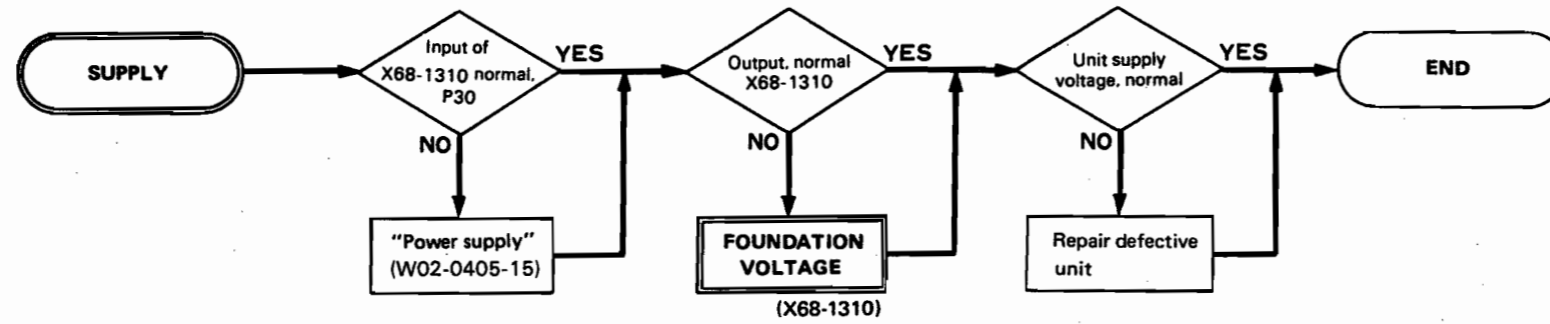 SUPPLY
Input of
X68-1310 normal,
P30
YES
NO
"Power supply"
(W02-0405-15)
Output, normal
X68-1310
YES
NO
FOUNDATION
VOLTAGE
(X68-1310)
Unit supply
voltage, normal
YES
NO
Repair defective
unit
END